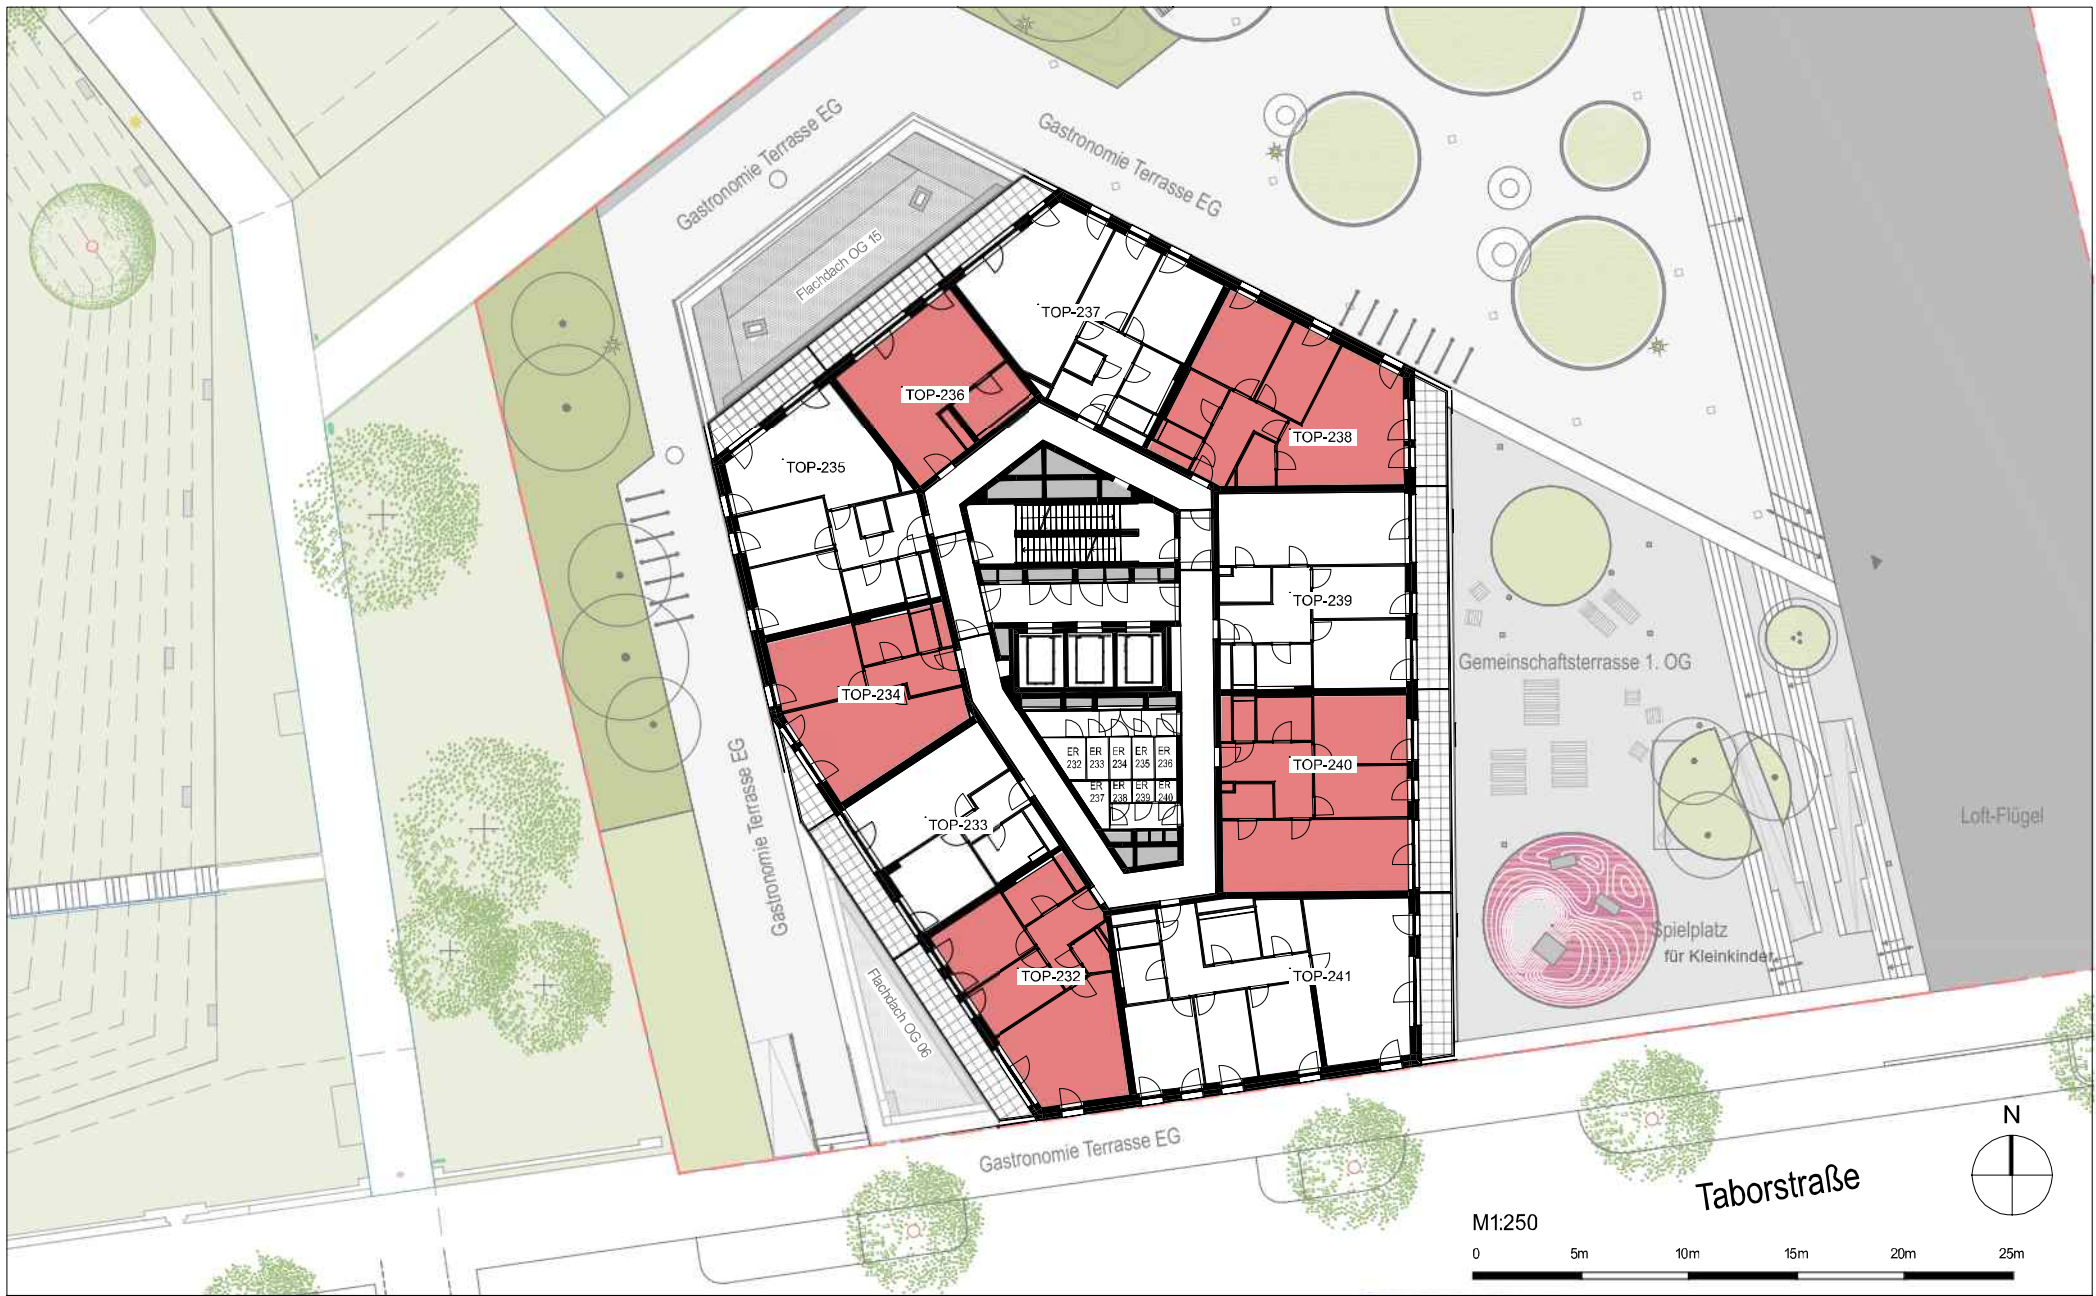 Gastronomie Terrasse EG
Gastronomie Terrasse EG
Flachdach OG 15
TOP-237
TOP-236
TOP-238
TOP-235
TOP-239
TOP-234
Gemeinschaftsterrasse 1. OG
Gastronomie Terrasse EG
ER 232
ER 233
ER 234
ER 235
ER 236
ER 237
ER 238
ER 239
ER 240
TOP-240
TOP-233
Loft-Flügel
Spielplatz
für Kleinkinder
TOP-232
TOP-241
Flachdach OG 06
Gastronomie Terrasse EG
Taborstraße
N
M1:250
0 5m 10m 15m 20m 25m